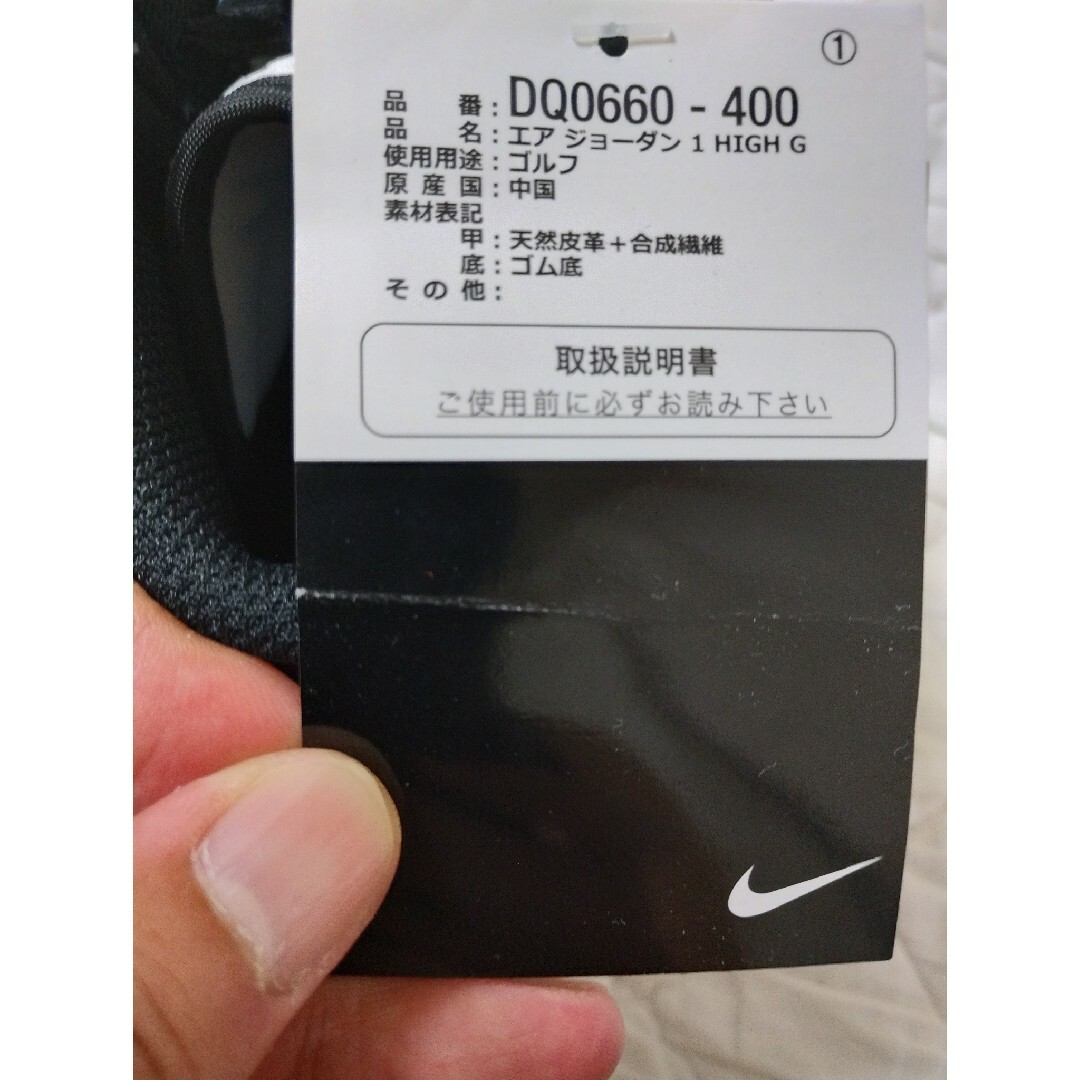 ①
品 番：DQ0660 - 400
品 名：エア ジョーダン 1 HIGH G
使用用途：ゴルフ
原 産 国：中国
素材表記
甲：天然皮革＋合成繊維
底：ゴム底
そ の 他：
取扱説明書
ご使用前に必ずお読み下さい